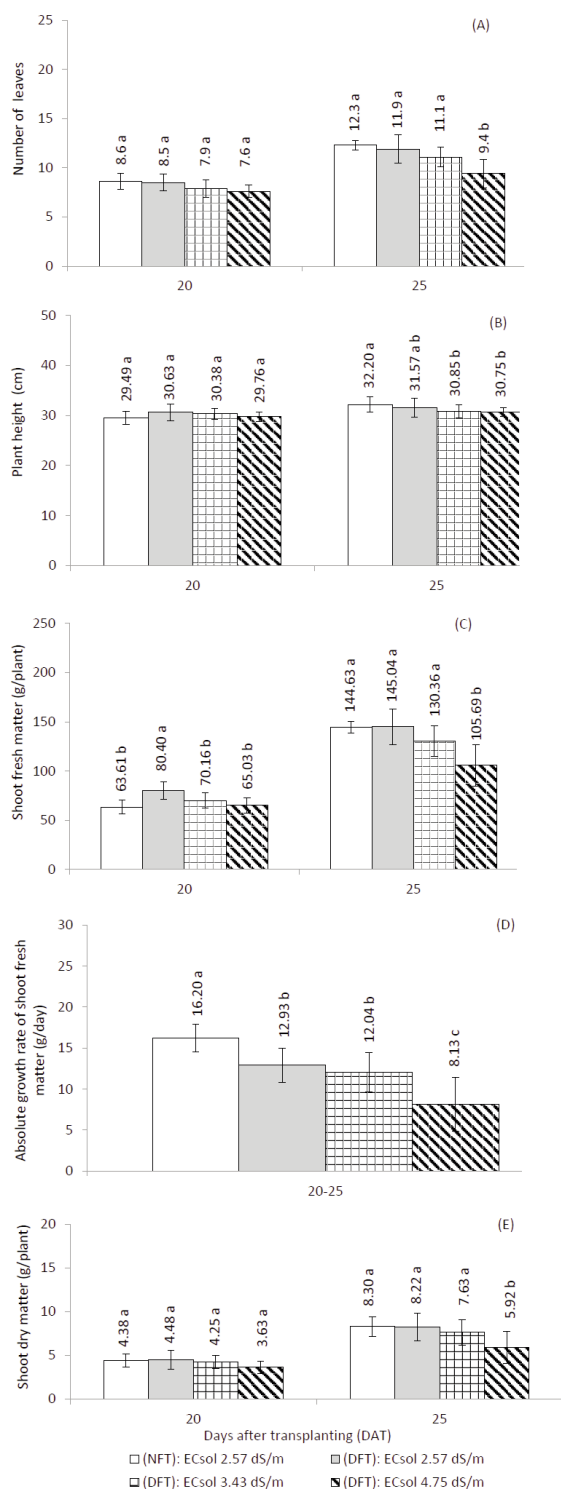 (A)
Number of leaves
25
20
15
10
5
0
8.6 a
8.5 a
7.9 a
7.6 a
12.3 a
11.9 a
11.1 a
9.4 b
20
25
(B)
Plant height (cm)
50
40
30
20
10
0
29.49 a
30.63 a
30.38 a
29.76 a
32.20 a
31.57 a b
30.85 b
30.75 b
20
25
(C)
Shoot fresh matter (g/plant)
250
200
150
100
50
0
63.61 b
80.40 a
70.16 b
65.03 b
144.63 a
145.04 a
130.36 a
105.69 b
20
25
(D)
Absolute growth rate of shoot fresh
matter (g/day)
30
25
20
15
10
5
0
16.20 a
12.93 b
12.04 b
8.13 c
20-25
(E)
Shoot dry matter (g/plant)
20
15
10
5
0
4.38 a
4.48 a
4.25 a
3.63 a
8.30 a
8.22 a
7.63 a
5.92 b
20
25
Days after transplanting (DAT)
(NFT): ECsol 2.57 dS/m
(DFT): ECsol 2.57 dS/m
(DFT): ECsol 3.43 dS/m
(DFT): ECsol 4.75 dS/m